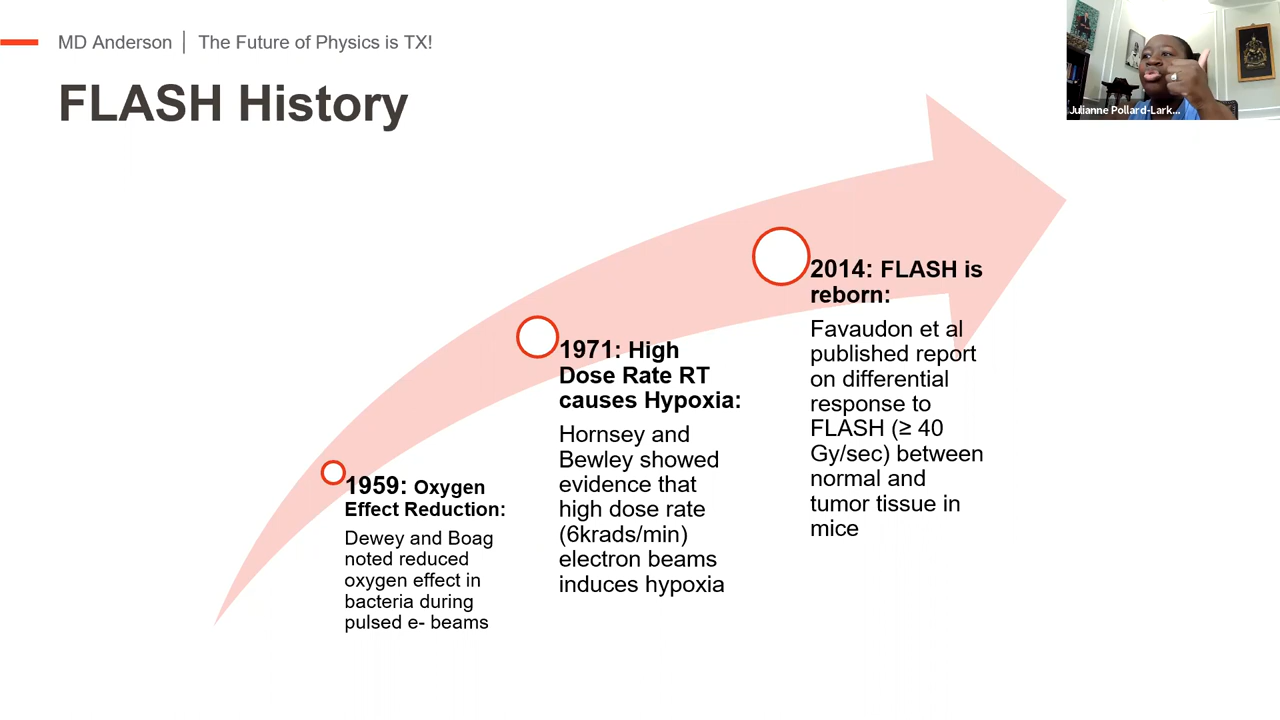 MD Anderson | The Future of Physics is TX!
FLASH History
Julianne Pollard-Lark...
2014: FLASH is
reborn:
Favaudon et al
published report
on differential
response to
FLASH (≥ 40
Gy/sec) between
normal and
tumor tissue in
mice
1971: High
Dose Rate RT
causes Hypoxia:
Hornsey and
Bewley showed
evidence that
high dose rate
(6krads/min)
electron beams
induces hypoxia
1959: Oxygen
Effect Reduction:
Dewey and Boag
noted reduced
oxygen effect in
bacteria during
pulsed e- beams